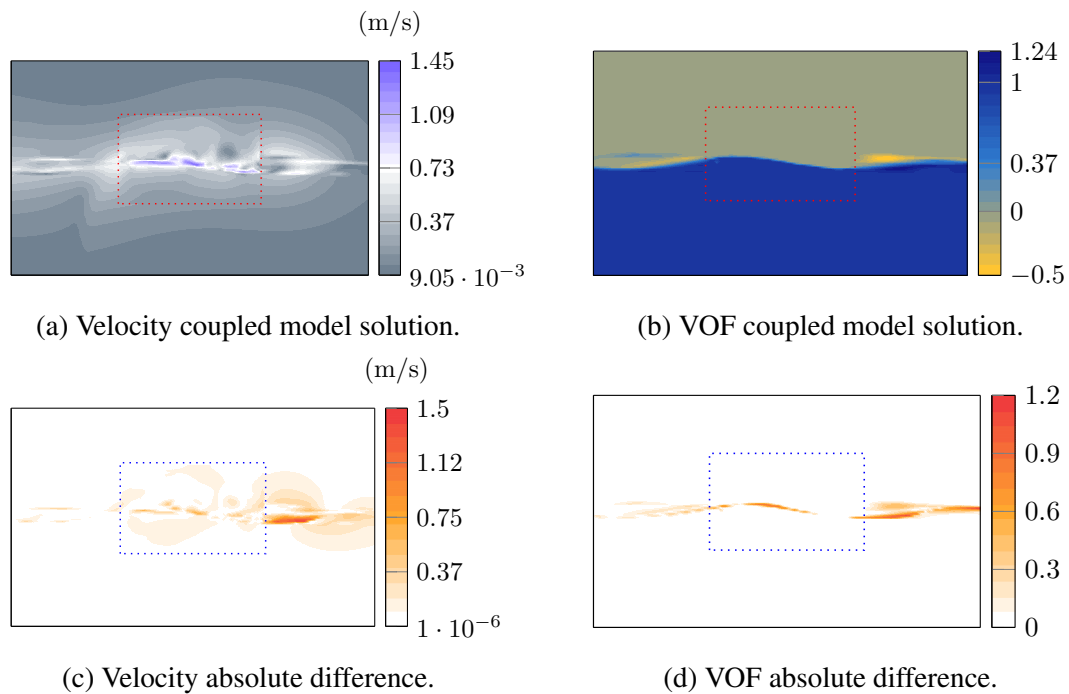 (m/s)
1.45
1.09
0.73
0.37
9.05 · 10⁻³
1.24
1
0.37
0
−0.5
(a) Velocity coupled model solution.
(b) VOF coupled model solution.
(m/s)
1.5
1.12
0.75
0.37
1 · 10⁻⁶
1.2
0.9
0.6
0.3
0
(c) Velocity absolute difference.
(d) VOF absolute difference.